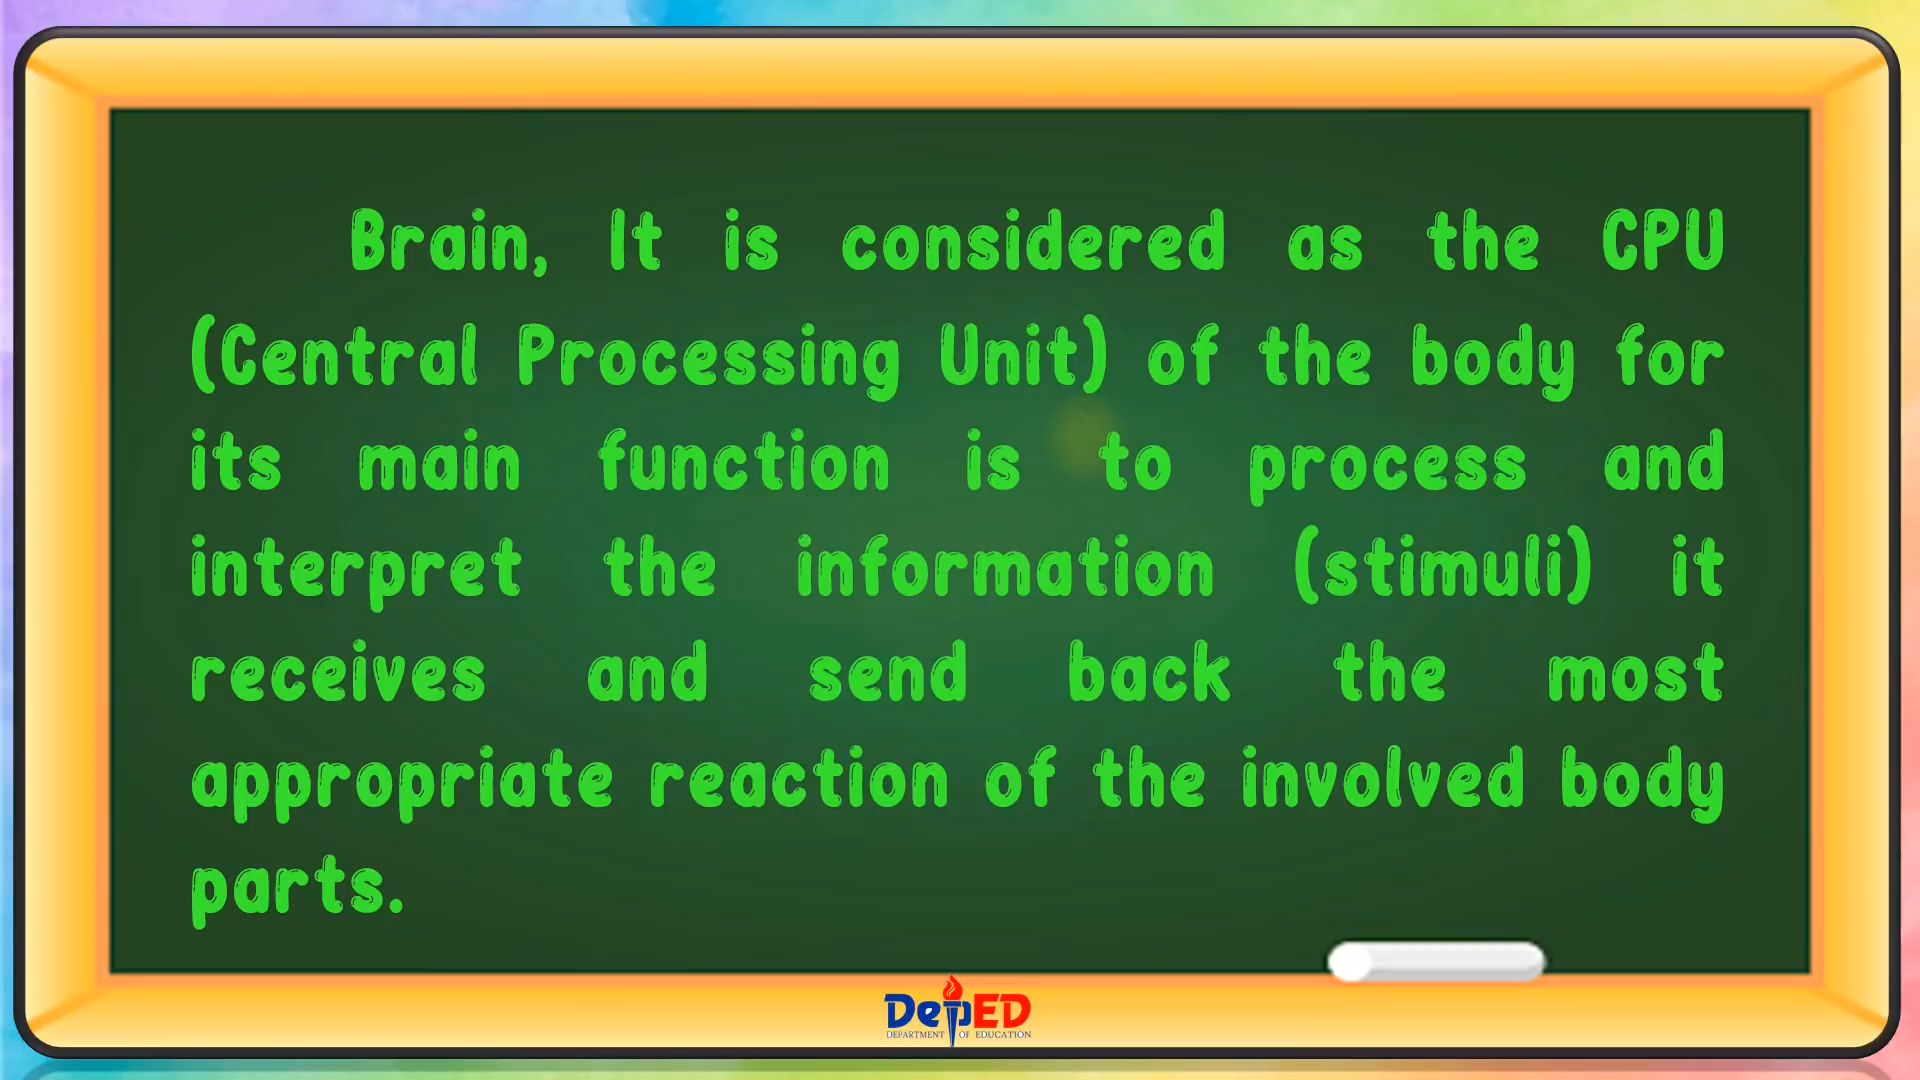 Brain, It is considered as the CPU
(Central Processing Unit) of the body for
its main function is to process and
interpret the information (stimuli) it
receives and send back the most
appropriate reaction of the involved body
parts.
DepED
DEPARTMENT OF EDUCATION